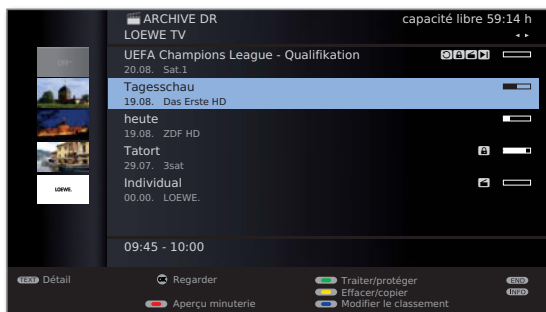 ARCHIVE DR capacité libre 59:14 h
LOEWE TV
UEFA Champions League - Qualifikation
20.08. Sat.1
Tagesschau
19.08. Das Erste HD
heute
19.08. ZDF HD
Tatort
29.07. 3sat
Individual
00.00. LOEWE.
LOEWE.
09:45 - 10:00
TEXT Détail
OK Regarder
Traiter/protéger
END
Effacer/copier
INFO
Aperçu minuterie
Modifier le classement